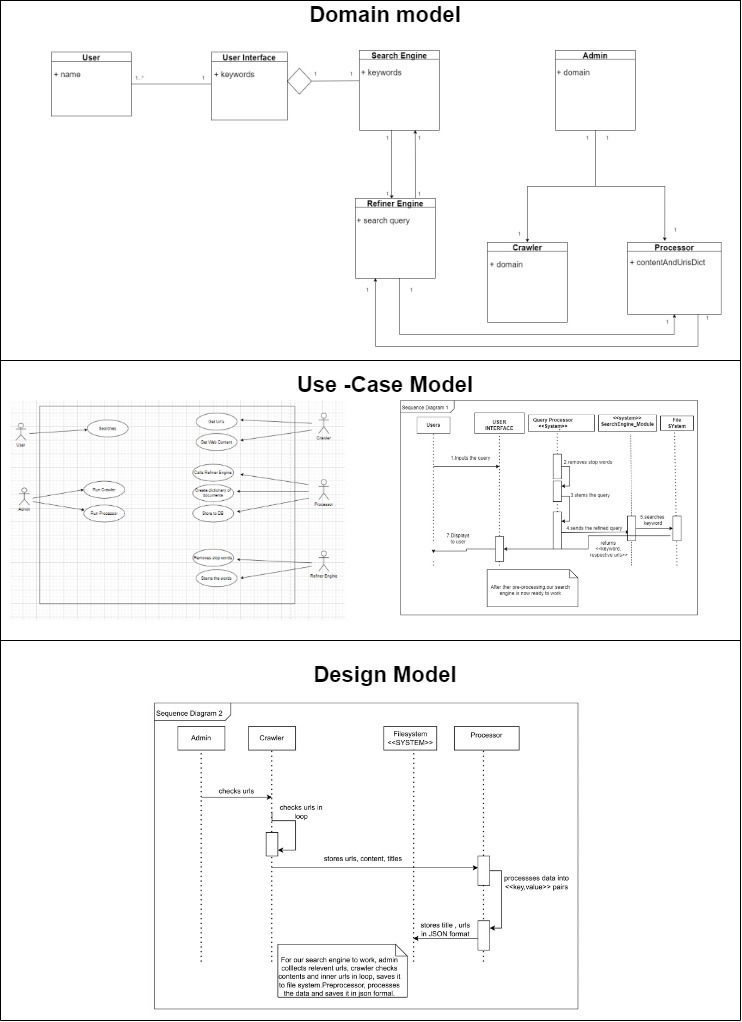 Domain model
User
+ name
1..*
1
User Interface
+ keywords
1
1
Search Engine
+ keywords
Admin
+ domain
1
1
1
1
1
1
Refiner Engine
+ search query
1
1
Crawler
+ domain
Processor
+ contentAndUrlsDict
1
1
1
1
Use -Case Model
User
Searches
Admin
Run Crawler
Run Processor
Get Urls
Get Web Content
Crawler
Calls Refiner Engine
Create dictionary of
documents
Store to DB
Processor
Removes stop words
Stems the words
Refiner Engine
Sequence Diagram 1
Users
USER
INTERFACE
Query Processor
<<System>>
<<system>>
SearchEngine_Module
File
SYstem
1.Inputs the query
2.removes stop words
3.stems the query
4.sends the refined query
5.searches
keyword
7.Displays
to user
returns
<<keyword,
respective urls>>
After ther pre-processing,our search
engine is now ready to work
Design Model
Sequence Diagram 2
Admin
Crawler
Filesystem
<<SYSTEM>>
Processor
checks urls
checks urls in
loop
stores urls, content, titles
processes data into
<<key,value>> pairs
stores title , urls
in JSON format
For our search engine to work, admin
colllects relevent urls, crawler checks
contents and inner urls in loop, saves it
to file system.Preprocessor, processes
the data and saves it in json format.